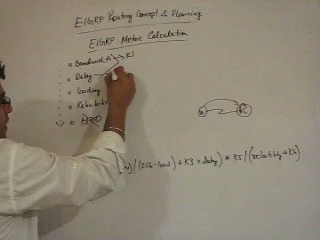 EIGRP Routing Concept & Planning
EIGRP Metric Calculation
Bandwidth → K1
Delay
Loading
Reliability
MTU
R
/(256-load) + K3 * delay) * K5 / (reliability + K4)